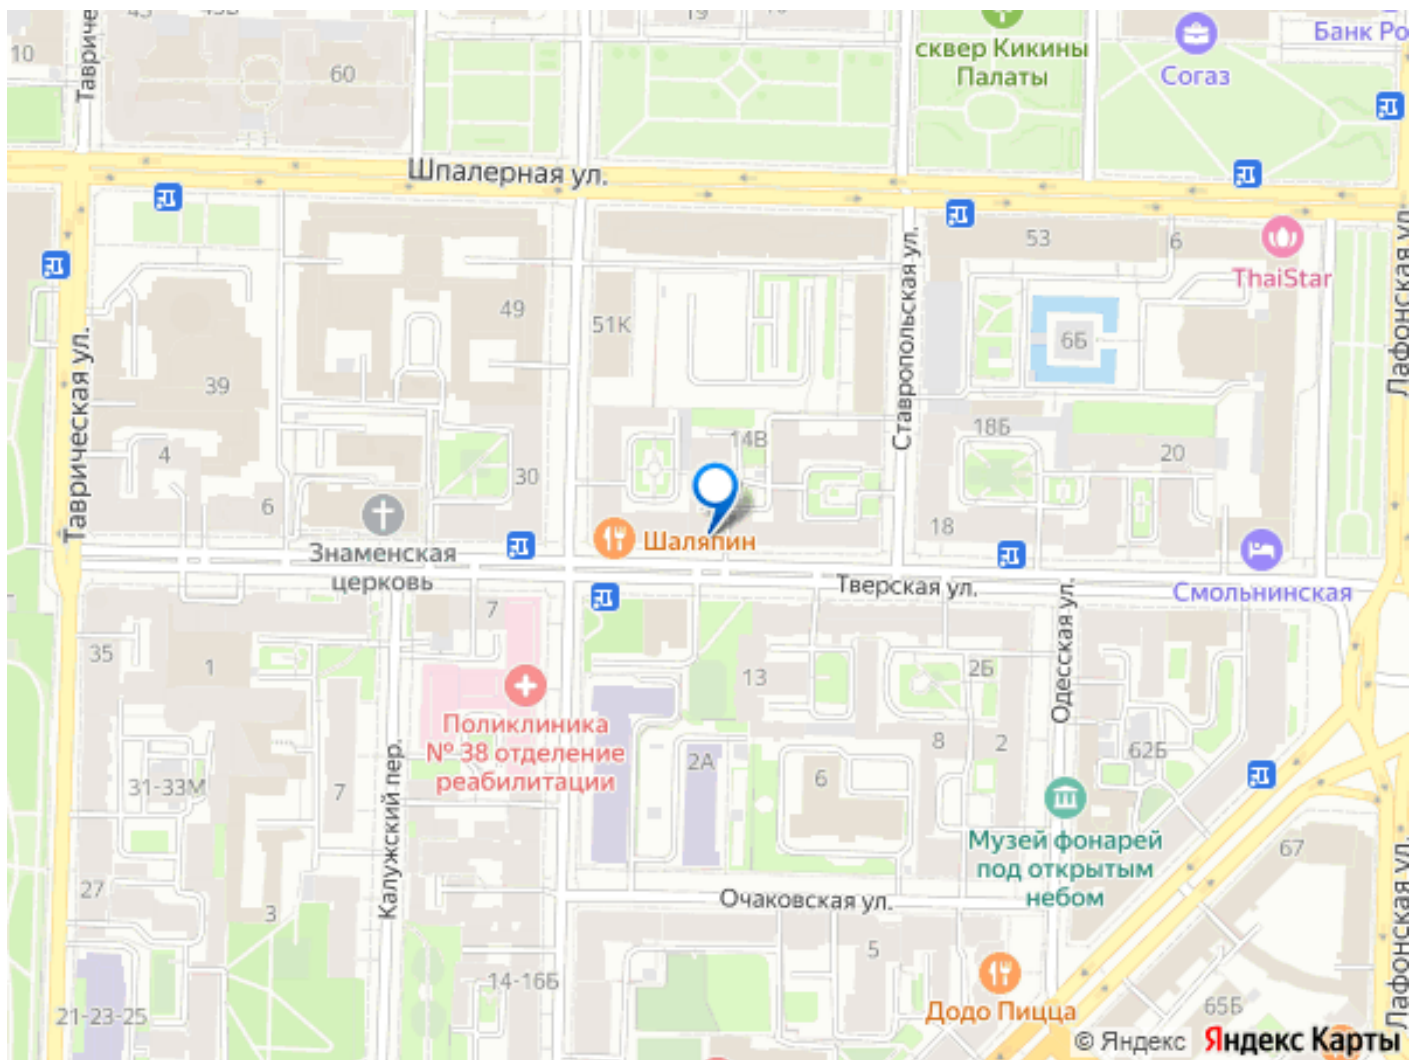 19
10
60
Тавриче
сквер Кикины
Палаты
Согаз
Банк Ро
Шпалерная ул.
53
6
ThaiStar
Лафонская ул.
49
51К
6Б
39
Таврическая ул.
Ставропольская ул.
4
6
30
14В
18Б
20
18
Знаменская
церковь
Шаляпин
Тверская ул.
Смольнинская
35
1
7
13
2Б
Одесская ул.
Поликлиника
№ 38 отделение
реабилитации
2А
6
8
2
62Б
31-33М
7
Калужский пер.
Музей фонарей
под открытым
небом
67
27
3
Очаковская ул.
5
14-16Б
21-23-25
Додо Пицца
65Б
Лафонская ул.
© Яндекс Яндекс Карты